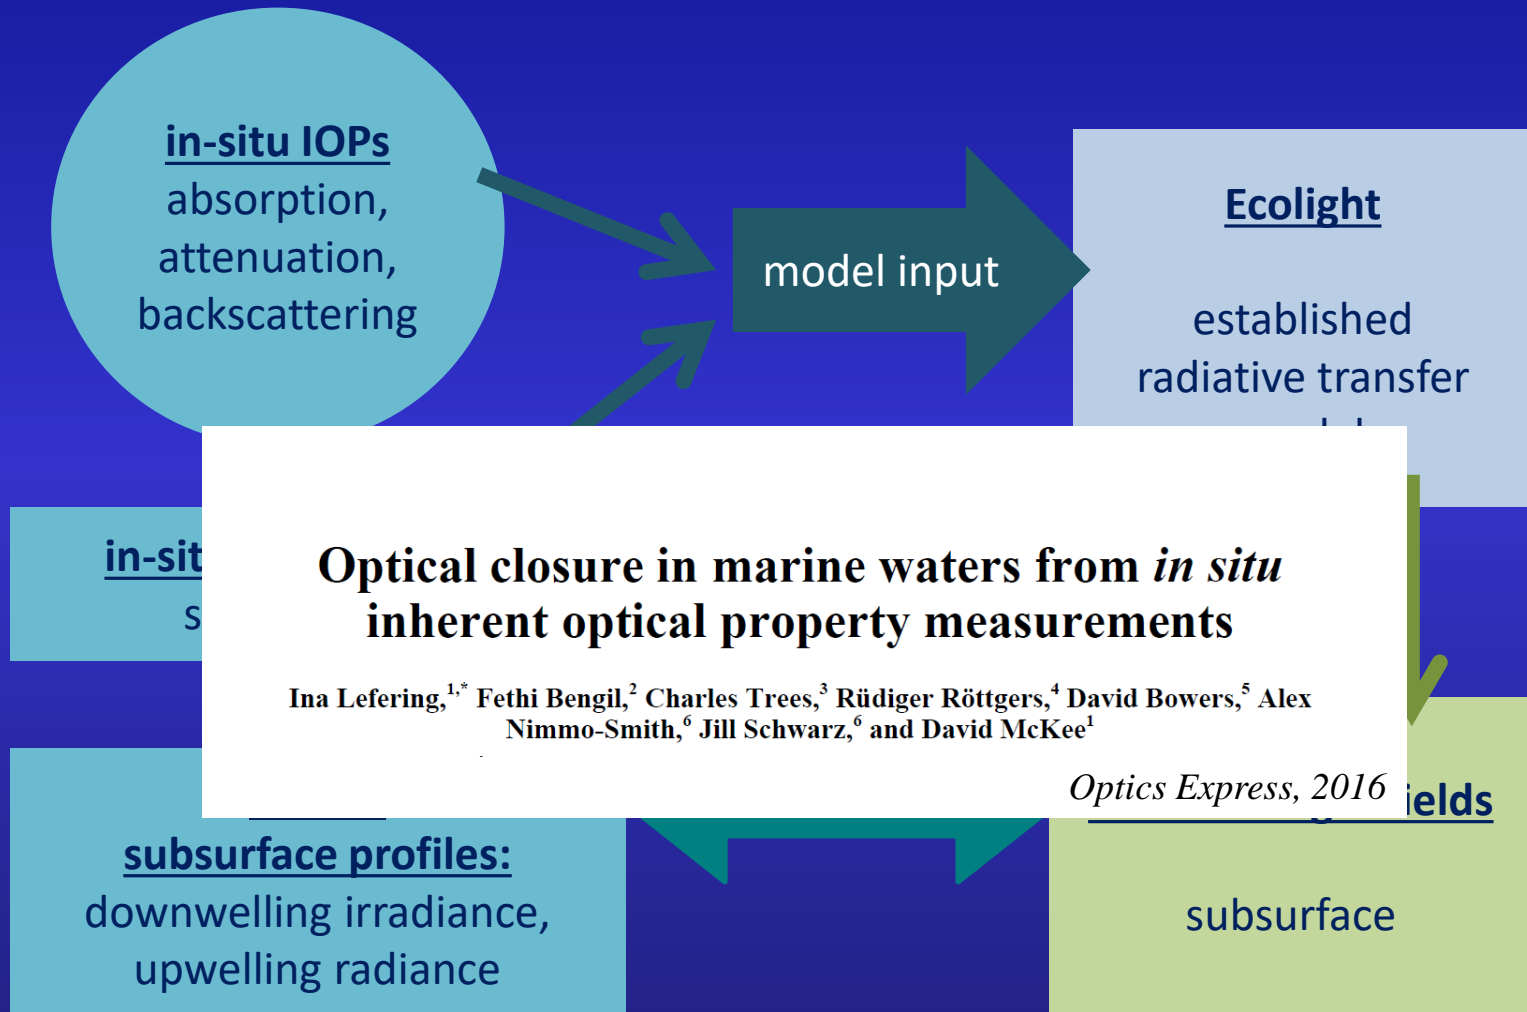 in-situ IOPs
absorption,
attenuation,
backscattering
model input
Ecolight
established
radiative transfer
Optical closure in marine waters from in situ
inherent optical property measurements
Ina Lefering,1,* Fethi Bengil,2 Charles Trees,3 Rüdiger Röttgers,4 David Bowers,5 Alex
Nimmo-Smith,6 Jill Schwarz,6 and David McKee1
Optics Express, 2016
subsurface profiles:
downwelling irradiance,
upwelling radiance
subsurface